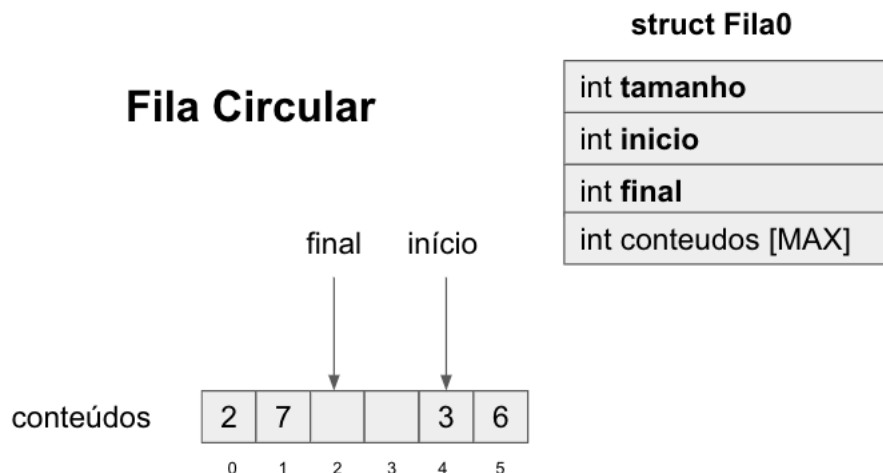 struct Fila0
int tamanho
int inicio
int final
int conteudos [MAX]
Fila Circular
final início
conteúdos 2 7 3 6
0 1 2 3 4 5